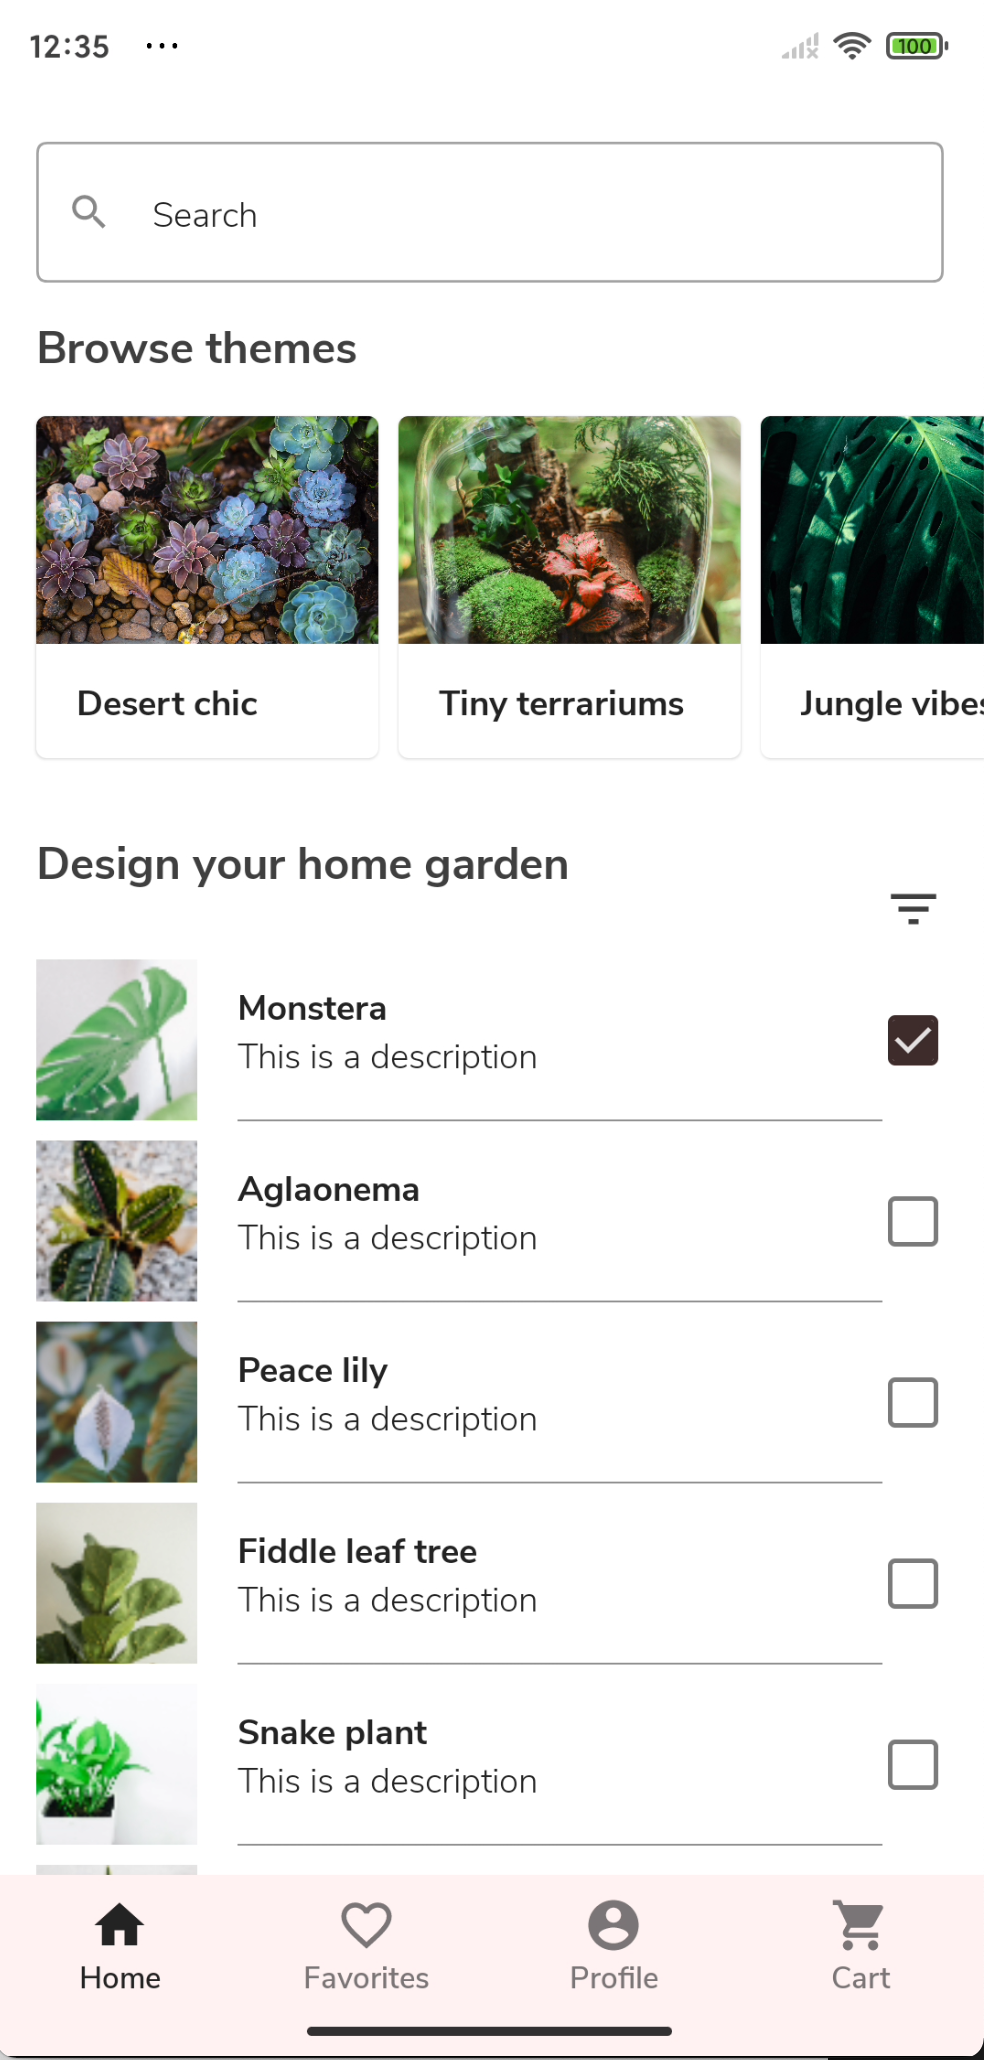 12:35 ...
100
Search
Browse themes
Desert chic
Tiny terrariums
Jungle vibes
Design your home garden
Monstera
This is a description
Aglaonema
This is a description
Peace lily
This is a description
Fiddle leaf tree
This is a description
Snake plant
This is a description
Home
Favorites
Profile
Cart